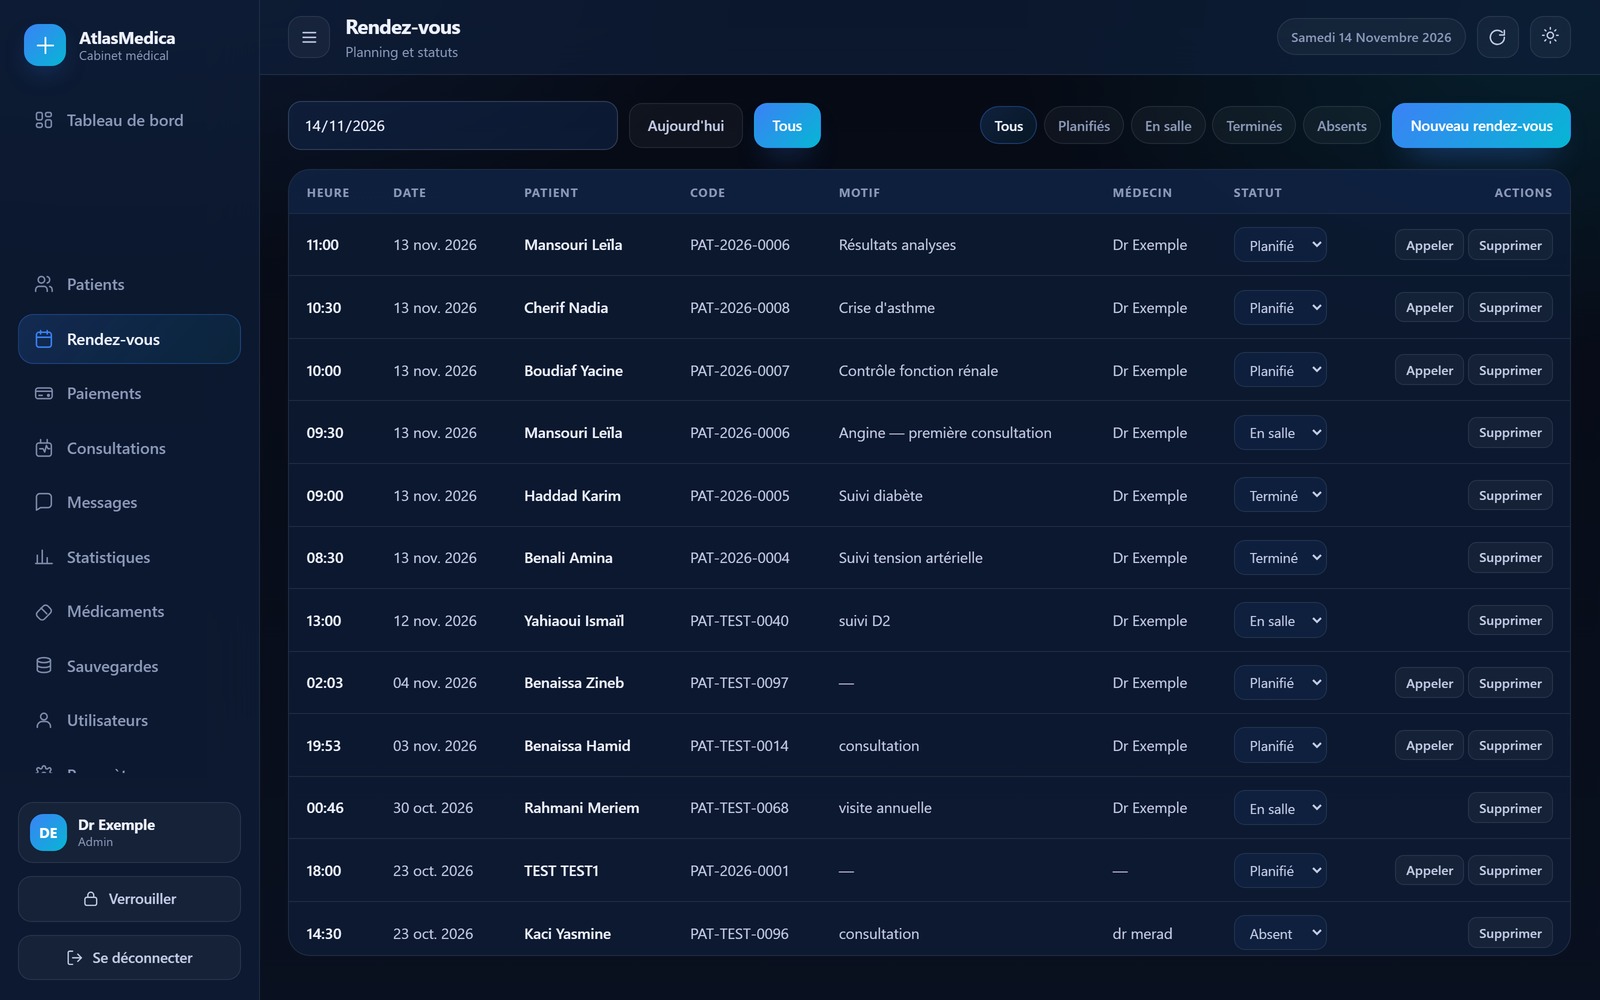 AtlasMedica
Cabinet médical
Tableau de bord
Patients
Rendez-vous
Paiements
Consultations
Messages
Statistiques
Médicaments
Sauvegardes
Utilisateurs
DE
Dr Exemple
Admin
Verrouiller
Se déconnecter
Rendez-vous
Planning et statuts
Samedi 14 Novembre 2026
14/11/2026 Aujourd'hui Tous Tous Planifiés En salle Terminés Absents Nouveau rendez-vous
HEURE DATE PATIENT CODE MOTIF MÉDECIN STATUT ACTIONS
11:00 13 nov. 2026 Mansouri Leïla PAT-2026-0006 Résultats analyses Dr Exemple Planifié Appeler Supprimer
10:30 13 nov. 2026 Cherif Nadia PAT-2026-0008 Crise d'asthme Dr Exemple Planifié Appeler Supprimer
10:00 13 nov. 2026 Boudiaf Yacine PAT-2026-0007 Contrôle fonction rénale Dr Exemple Planifié Appeler Supprimer
09:30 13 nov. 2026 Mansouri Leïla PAT-2026-0006 Angine — première consultation Dr Exemple En salle Supprimer
09:00 13 nov. 2026 Haddad Karim PAT-2026-0005 Suivi diabète Dr Exemple Terminé Supprimer
08:30 13 nov. 2026 Benali Amina PAT-2026-0004 Suivi tension artérielle Dr Exemple Terminé Supprimer
13:00 12 nov. 2026 Yahiaoui Ismaïl PAT-TEST-0040 suivi D2 Dr Exemple En salle Supprimer
02:03 04 nov. 2026 Benaissa Zineb PAT-TEST-0097 — Dr Exemple Planifié Appeler Supprimer
19:53 03 nov. 2026 Benaissa Hamid PAT-TEST-0014 consultation Dr Exemple Planifié Appeler Supprimer
00:46 30 oct. 2026 Rahmani Meriem PAT-TEST-0068 visite annuelle Dr Exemple En salle Supprimer
18:00 23 oct. 2026 TEST TEST1 PAT-2026-0001 — — Planifié Appeler Supprimer
14:30 23 oct. 2026 Kaci Yasmine PAT-TEST-0096 consultation dr merad Absent Supprimer